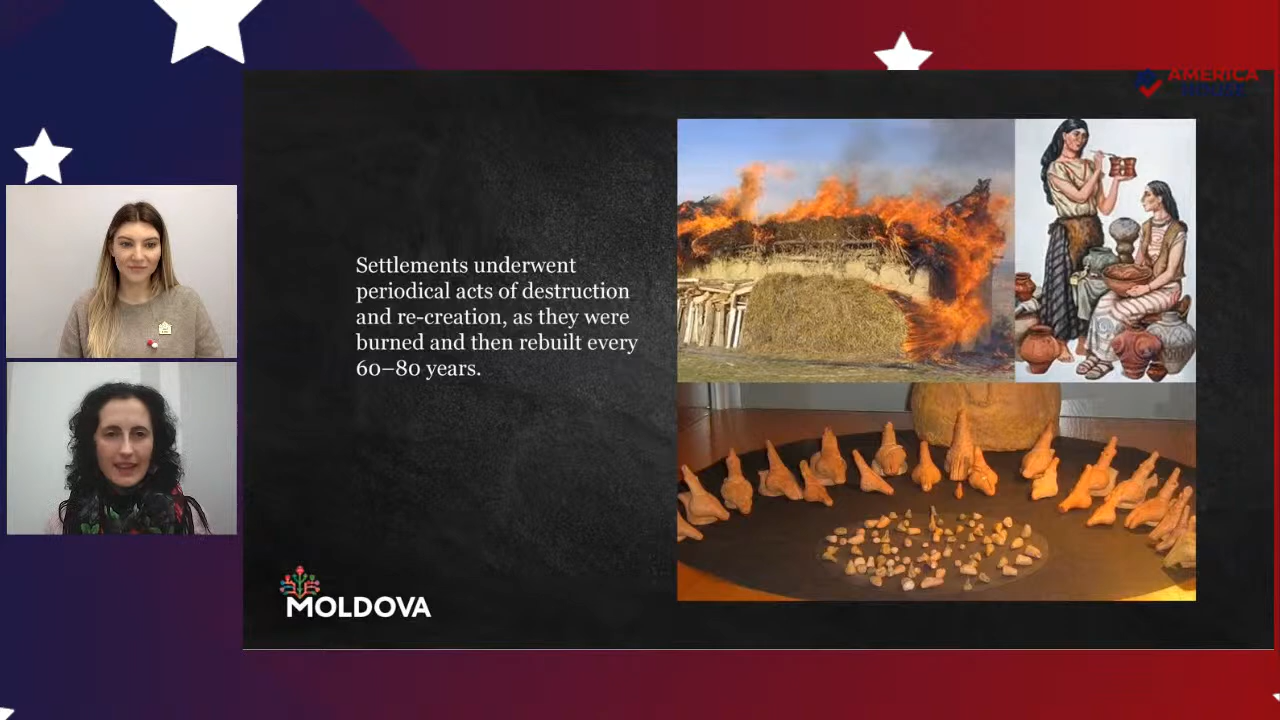 AMERICA
Settlements underwent
periodical acts of destruction
and re-creation, as they were
burned and then rebuilt every
60–80 years.
MOLDOVA